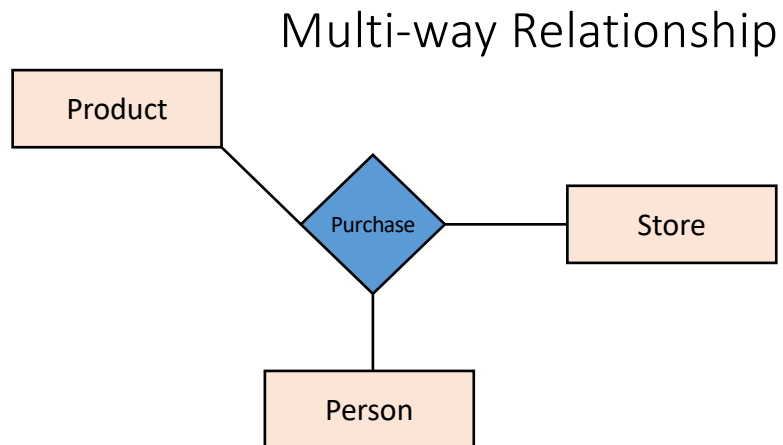 Multi-way Relationship
Product
Purchase
Store
Person